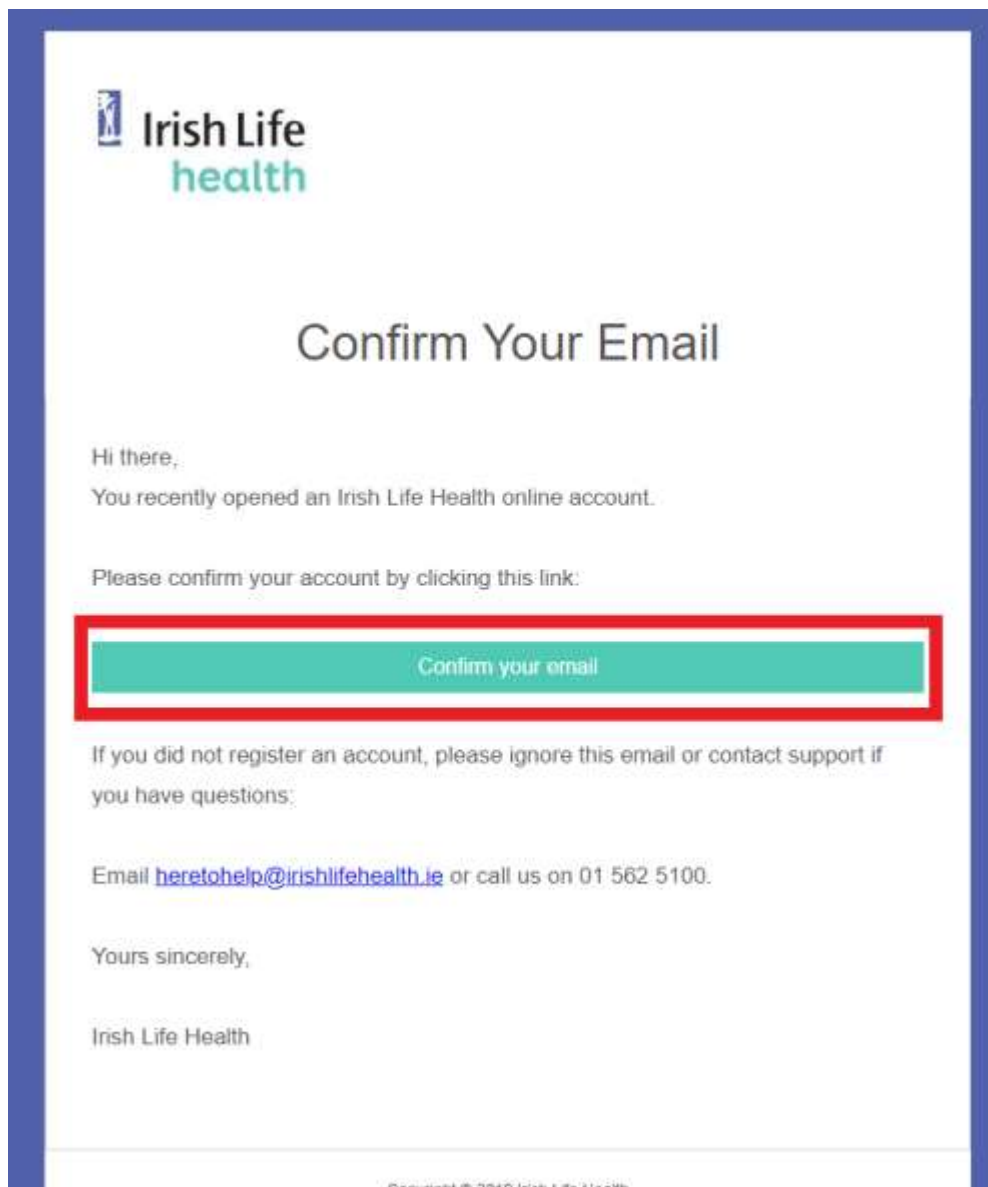 Irish Life
health
Confirm Your Email
Hi there,
You recently opened an Irish Life Health online account.
Please confirm your account by clicking this link:
Confirm your email
If you did not register an account, please ignore this email or contact support if
you have questions:
Email heretohelp@irishlifehealth.ie or call us on 01 562 5100.
Yours sincerely,
Irish Life Health
Irish Life Health